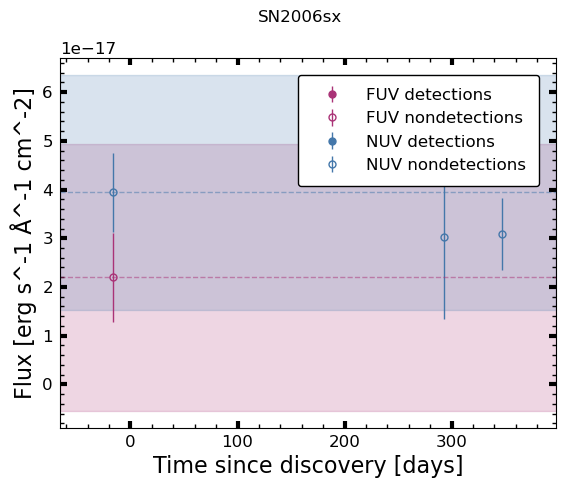 SN2006sx
1e−17
FUV detections
FUV nondetections
NUV detections
NUV nondetections
6
5
4
3
2
1
0
Flux [erg s^-1 Å^-1 cm^-2]
0 100 200 300
Time since discovery [days]